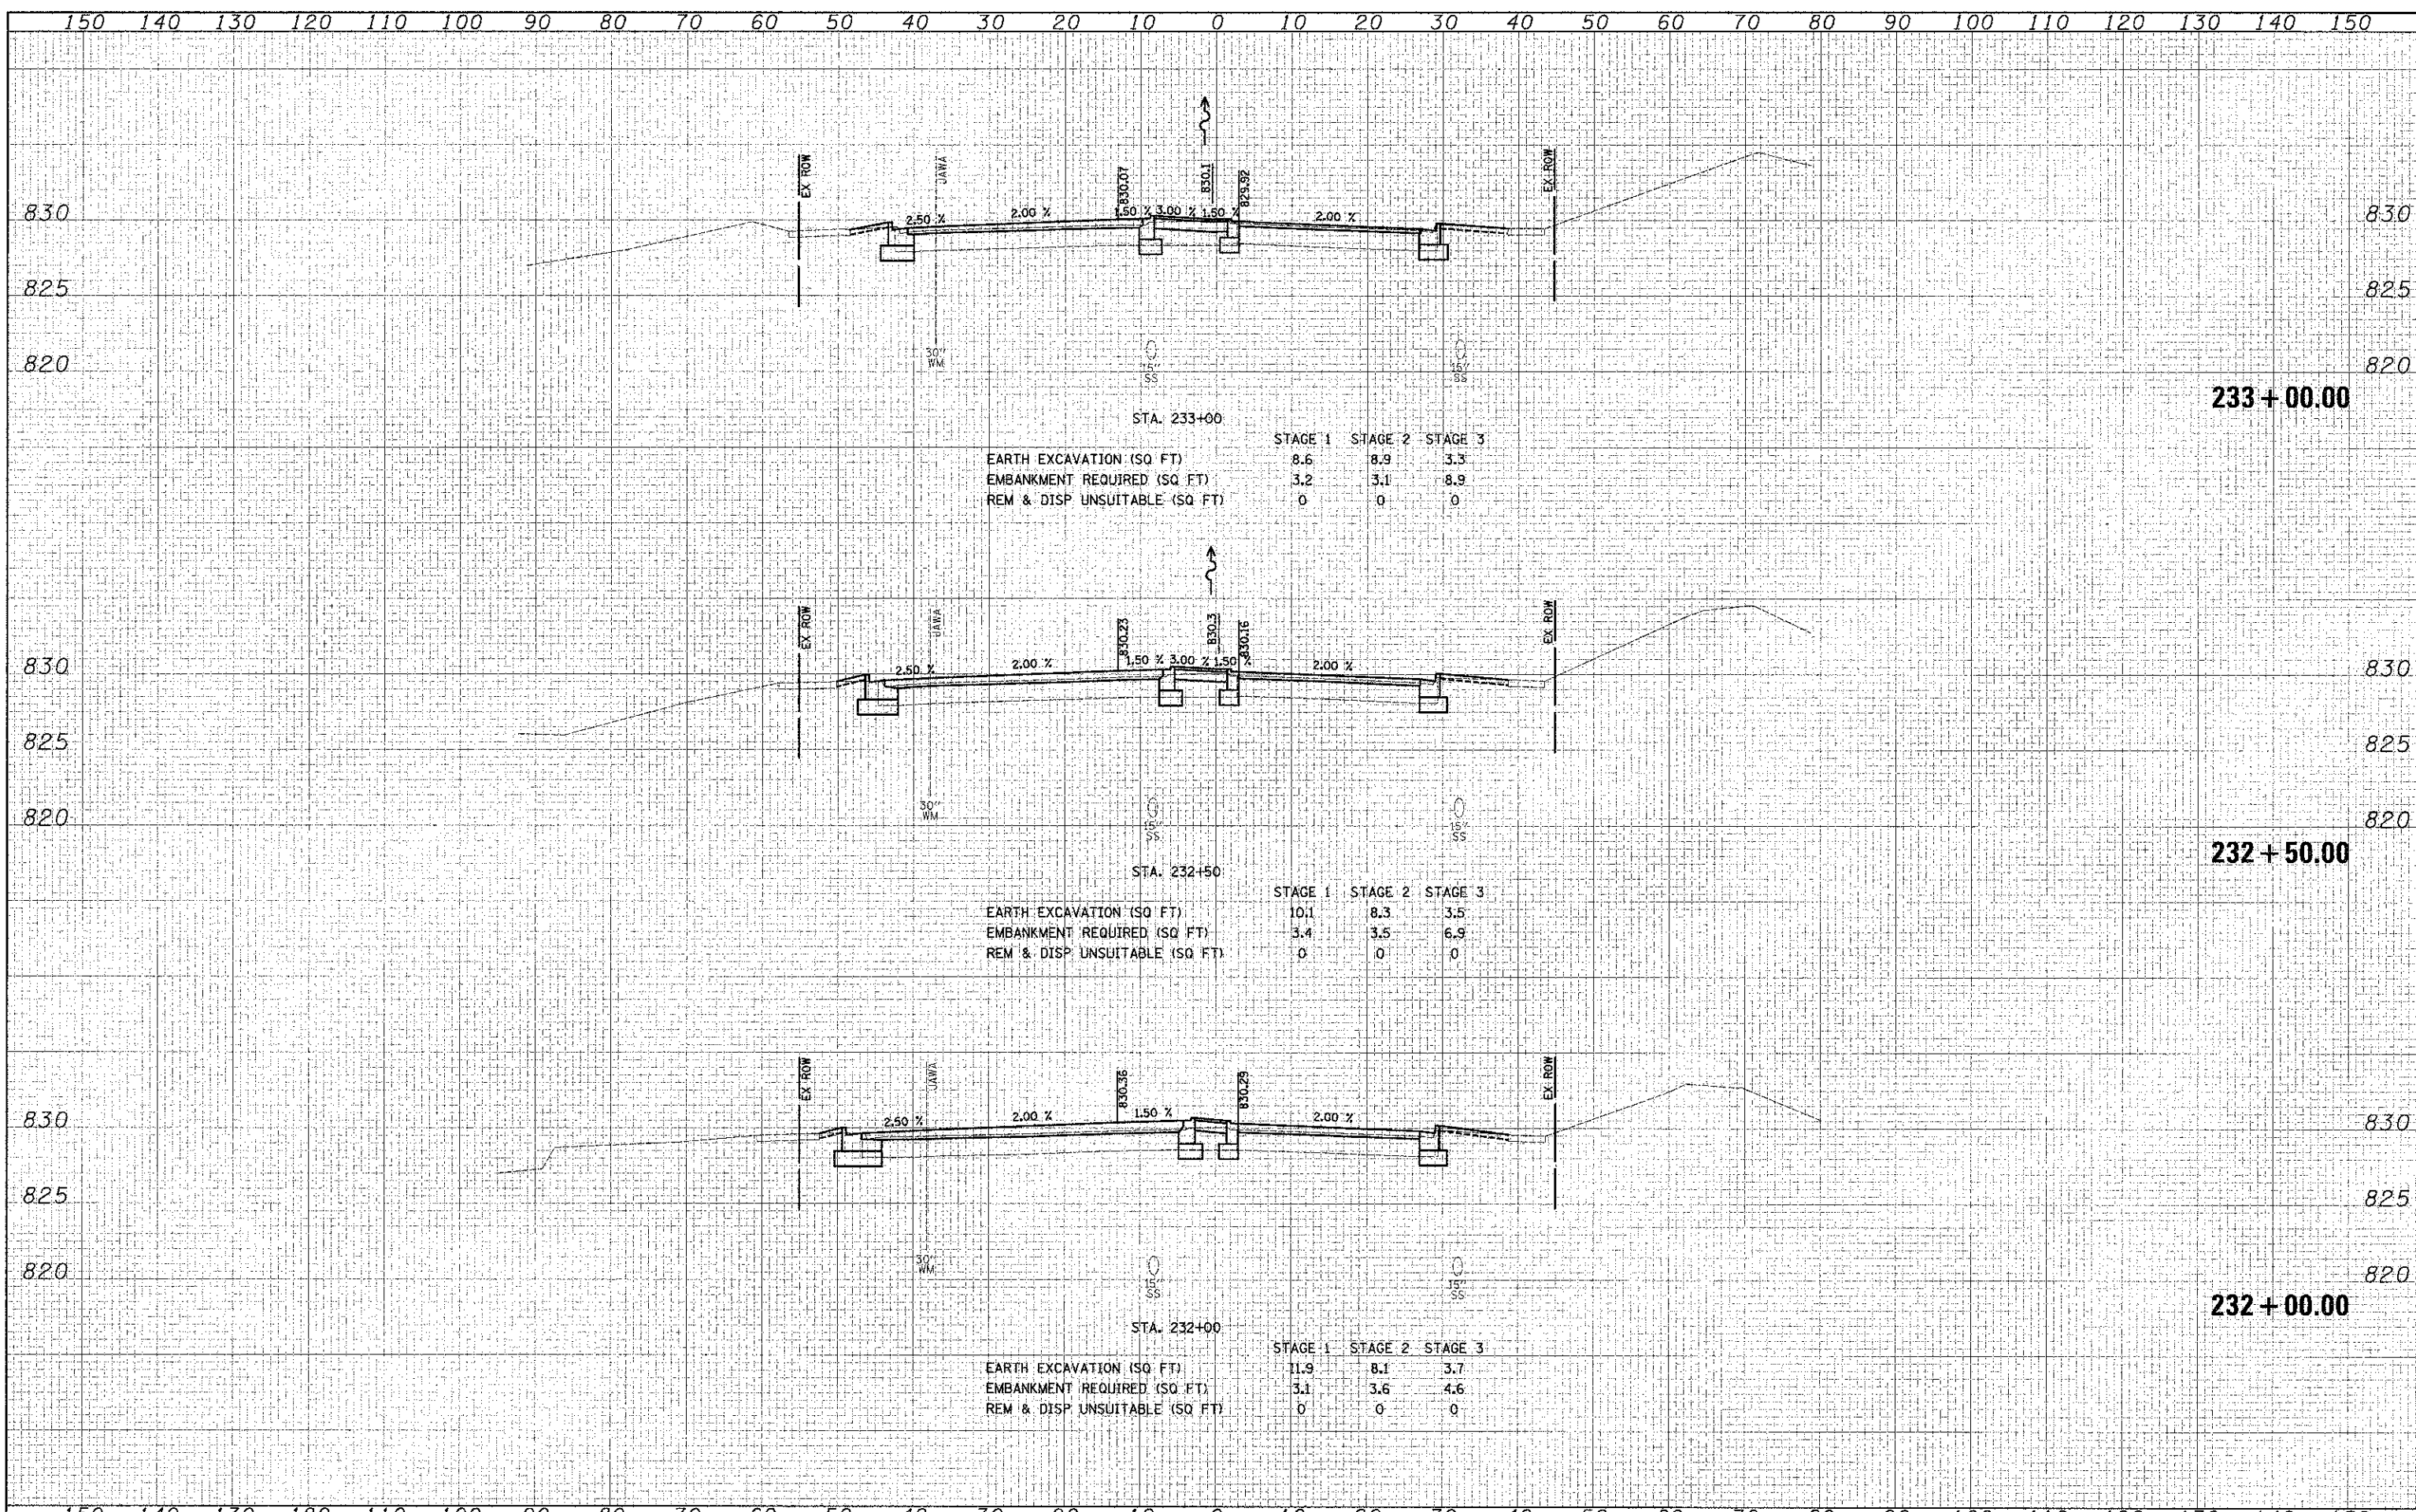 150 140 130 120 110 100 90 80 70 60 50 40 30 20 10 0 10 20 30 40 50 60 70 80 90 100 110 120 130 140 150
EX ROW UAWA 830.07 830.1 829.92 EX ROW
830 2.50 % 2.00 % 1.50 % 3.00 % 1.50 % 2.00 % 830
825 825
820 30" WM 15" SS 15" SS 820
233+00.00
STA. 233+00
STAGE 1 STAGE 2 STAGE 3
EARTH EXCAVATION (SQ FT) 8.6 8.9 3.3
EMBANKMENT REQUIRED (SQ FT) 3.2 3.1 8.9
REM & DISP UNSUITABLE (SQ FT) 0 0 0
EX ROW UAWA 830.23 830.3 830.16 EX ROW
830 2.50 % 2.00 % 1.50 % 3.00 % 1.50 % 2.00 % 830
825 825
820 30" WM 15" SS 15" SS 820
232+50.00
STA. 232+50
STAGE 1 STAGE 2 STAGE 3
EARTH EXCAVATION (SQ FT) 10.1 8.3 3.5
EMBANKMENT REQUIRED (SQ FT) 3.4 3.5 6.9
REM & DISP UNSUITABLE (SQ FT) 0 0 0
EX ROW UAWA 830.36 830.29 EX ROW
830 2.50 % 2.00 % 1.50 % 2.00 % 830
825 825
820 30" WM 15" SS 15" SS 820
232+00.00
STA. 232+00
STAGE 1 STAGE 2 STAGE 3
EARTH EXCAVATION (SQ FT) 11.9 8.1 3.7
EMBANKMENT REQUIRED (SQ FT) 3.1 3.6 4.6
REM & DISP UNSUITABLE (SQ FT) 0 0 0